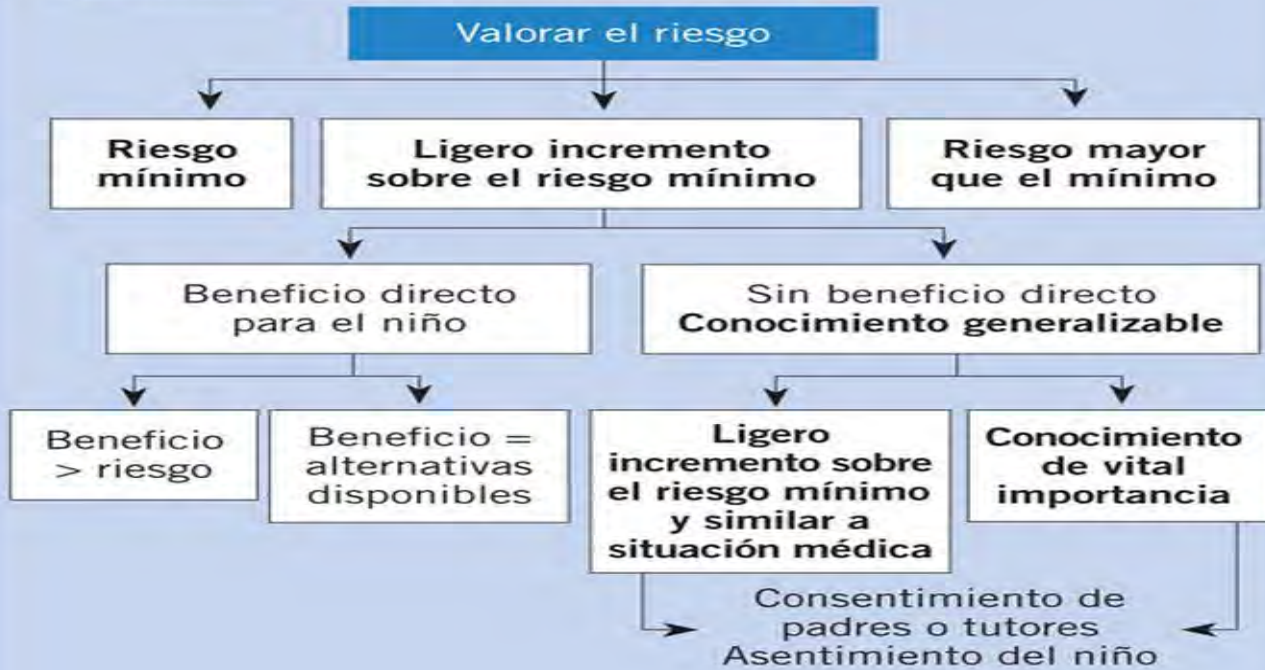 Valorar el riesgo
Riesgo
mínimo
Ligero incremento
sobre el riesgo mínimo
Riesgo mayor
que el mínimo
Beneficio directo
para el niño
Sin beneficio directo
Conocimiento generalizable
Beneficio
> riesgo
Beneficio =
alternativas
disponibles
Ligero
incremento sobre
el riesgo mínimo
y similar a
situación médica
Conocimiento
de vital
importancia
Consentimiento de
padres o tutores
Asentimiento del niño